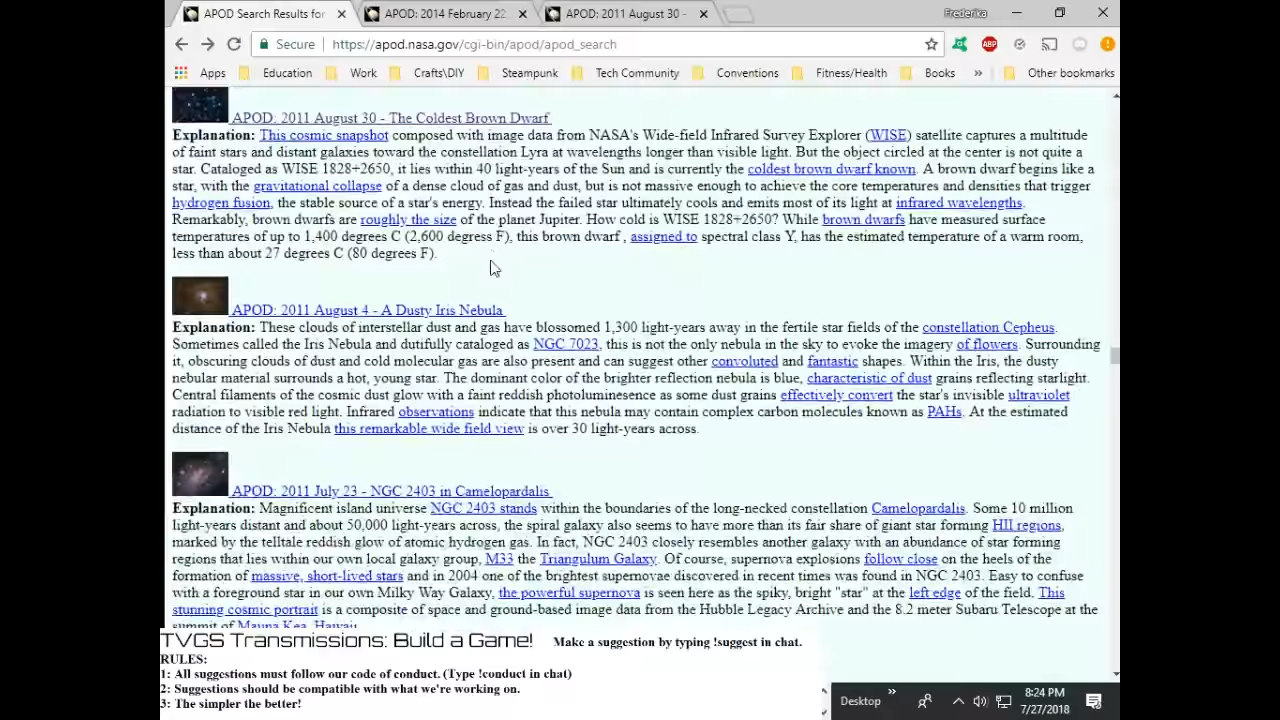 APOD Search Results for
APOD: 2014 February 22
APOD: 2011 August 30 -
Frederika
Secure
https://apod.nasa.gov/cgi-bin/apod/apod_search
ABP
Apps Education Work Crafts\DIY Steampunk Tech Community Conventions Fitness/Health Books » Other bookmarks
APOD: 2011 August 30 - The Coldest Brown Dwarf
Explanation: This cosmic snapshot composed with image data from NASA's Wide-field Infrared Survey Explorer (WISE) satellite captures a multitude
of faint stars and distant galaxies toward the constellation Lyra at wavelengths longer than visible light. But the object circled at the center is not quite a
star. Cataloged as WISE 1828+2650, it lies within 40 light-years of the Sun and is currently the coldest brown dwarf known. A brown dwarf begins like a
star, with the gravitational collapse of a dense cloud of gas and dust, but is not massive enough to achieve the core temperatures and densities that trigger
hydrogen fusion, the stable source of a star's energy. Instead the failed star ultimately cools and emits most of its light at infrared wavelengths.
Remarkably, brown dwarfs are roughly the size of the planet Jupiter. How cold is WISE 1828+2650? While brown dwarfs have measured surface
temperatures of up to 1,400 degrees C (2,600 degress F), this brown dwarf , assigned to spectral class Y, has the estimated temperature of a warm room,
less than about 27 degrees C (80 degrees F).
APOD: 2011 August 4 - A Dusty Iris Nebula
Explanation: These clouds of interstellar dust and gas have blossomed 1,300 light-years away in the fertile star fields of the constellation Cepheus.
Sometimes called the Iris Nebula and dutifully cataloged as NGC 7023, this is not the only nebula in the sky to evoke the imagery of flowers. Surrounding
it, obscuring clouds of dust and cold molecular gas are also present and can suggest other convoluted and fantastic shapes. Within the Iris, the dusty
nebular material surrounds a hot, young star. The dominant color of the brighter reflection nebula is blue, characteristic of dust grains reflecting starlight.
Central filaments of the cosmic dust glow with a faint reddish photoluminesence as some dust grains effectively convert the star's invisible ultraviolet
radiation to visible red light. Infrared observations indicate that this nebula may contain complex carbon molecules known as PAHs. At the estimated
distance of the Iris Nebula this remarkable wide field view is over 30 light-years across.
APOD: 2011 July 23 - NGC 2403 in Camelopardalis
Explanation: Magnificent island universe NGC 2403 stands within the boundaries of the long-necked constellation Camelopardalis. Some 10 million
light-years distant and about 50,000 light-years across, the spiral galaxy also seems to have more than its fair share of giant star forming HII regions,
marked by the telltale reddish glow of atomic hydrogen gas. In fact, NGC 2403 closely resembles another galaxy with an abundance of star forming
regions that lies within our own local galaxy group, M33 the Triangulum Galaxy. Of course, supernova explosions follow close on the heels of the
formation of massive, short-lived stars and in 2004 one of the brightest supernovae discovered in recent times was found in NGC 2403. Easy to confuse
with a foreground star in our own Milky Way Galaxy, the powerful supernova is seen here as the spiky, bright "star" at the left edge of the field. This
stunning cosmic portrait is a composite of space and ground-based image data from the Hubble Legacy Archive and the 8.2 meter Subaru Telescope at the
summit of Mauna Kea, Hawaii.
TVGS Transmissions: Build a Game! Make a suggestion by typing !suggest in chat.
RULES:
1: All suggestions must follow our code of conduct. (Type !conduct in chat)
2: Suggestions should be compatible with what we're working on.
3: The simpler the better!
Desktop »
8:24 PM
7/27/2018